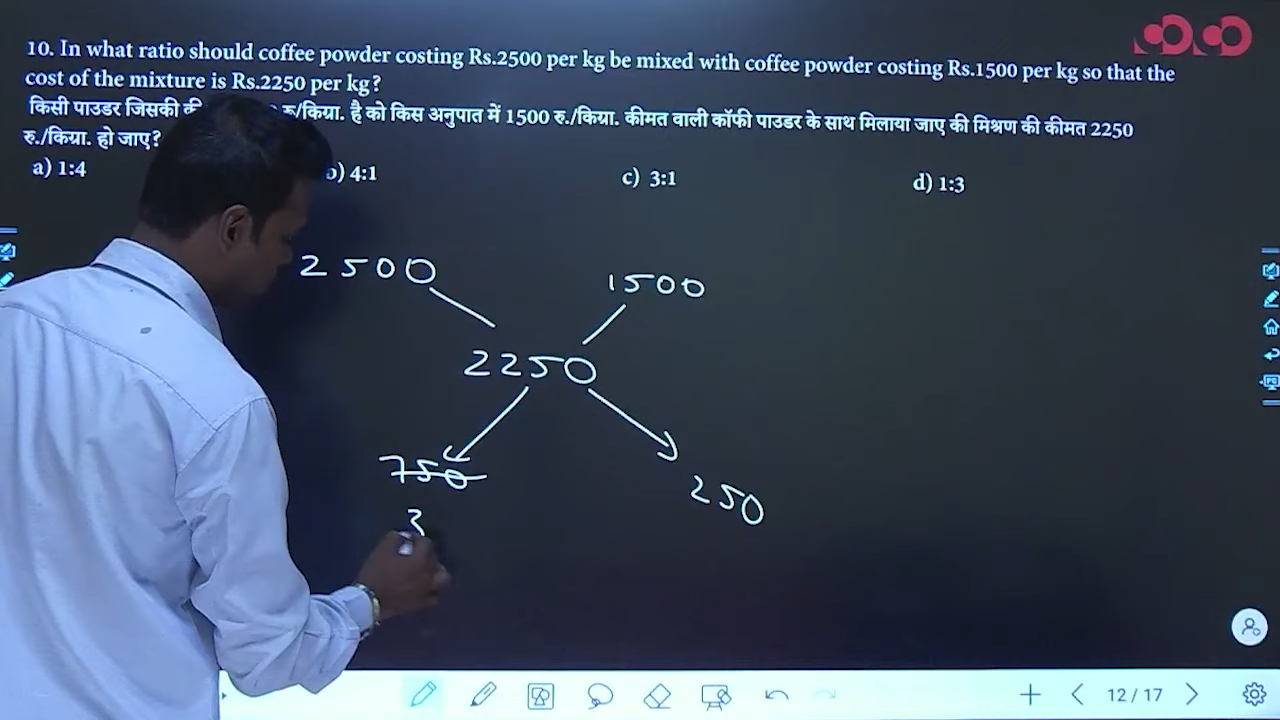 10. In what ratio should coffee powder costing Rs.2500 per kg be mixed with coffee powder costing Rs.1500 per kg so that the
cost of the mixture is Rs.2250 per kg?
किसी पाउडर जिसकी रु/किग्रा. है को किस अनुपात में 1500 रु./किग्रा. कीमत वाली कॉफी पाउडर के साथ मिलाया जाए की मिश्रण की कीमत 2250
रु./किग्रा. हो जाए?
a) 1:4 b) 4:1 c) 3:1 d) 1:3
2500 1500
2250
750 250
3
12 / 17